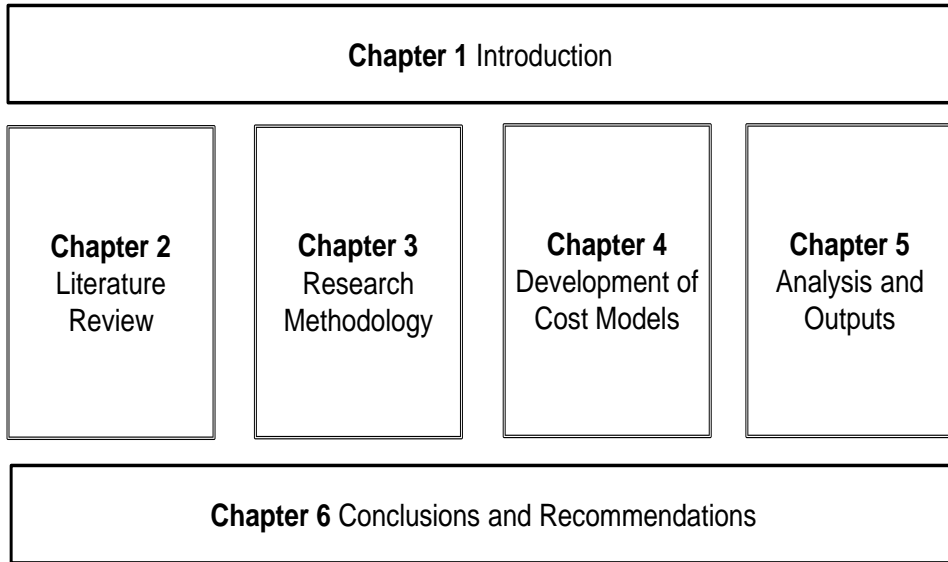 Chapter 1 Introduction
Chapter 2
Literature
Review
Chapter 3
Research
Methodology
Chapter 4
Development of
Cost Models
Chapter 5
Analysis and
Outputs
Chapter 6 Conclusions and Recommendations